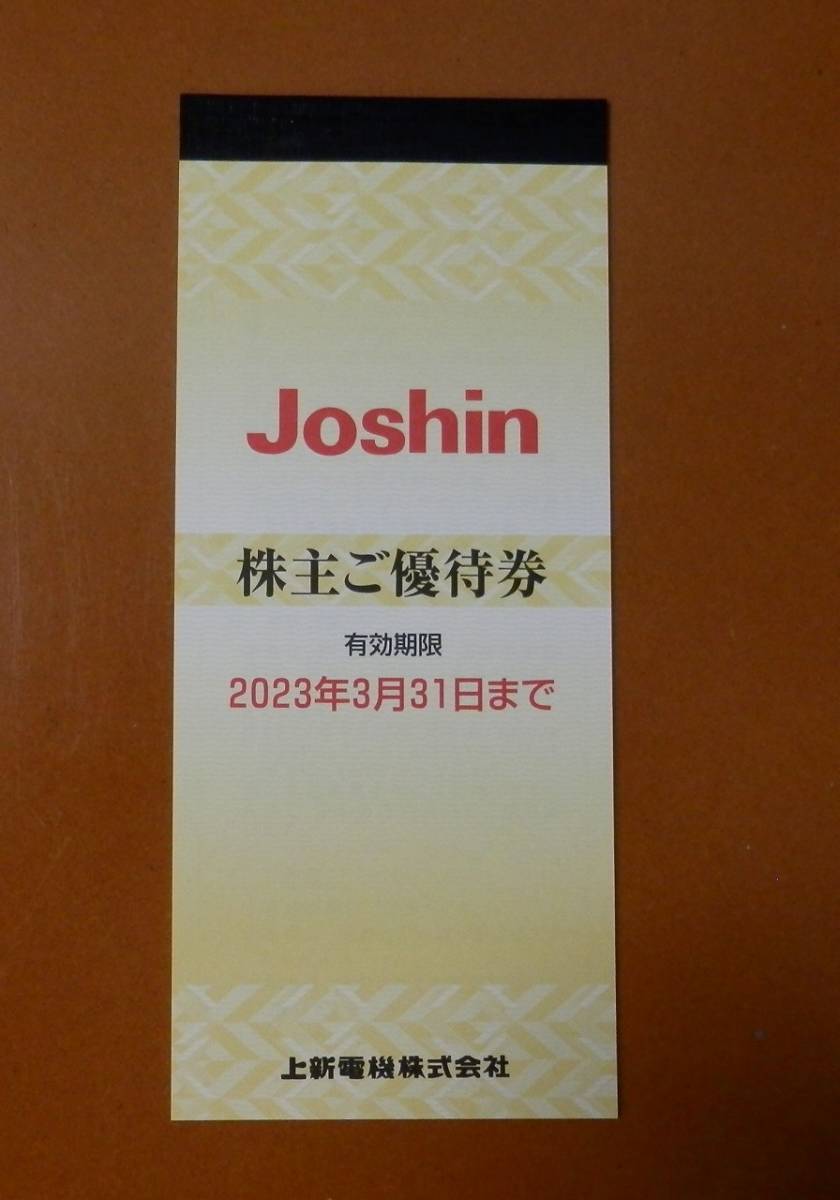 Joshin
株主ご優待券
有効期限
2023年3月31日まで
上新電機株式会社